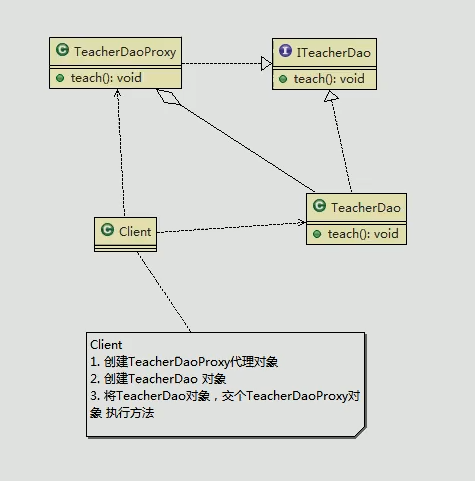 TeacherDaoProxy
teach(): void
ITeacherDao
teach(): void
TeacherDao
teach(): void
Client
Client
1. 创建TeacherDaoProxy代理对象
2. 创建TeacherDao 对象
3. 将TeacherDao对象，交个TeacherDaoProxy对
象 执行方法